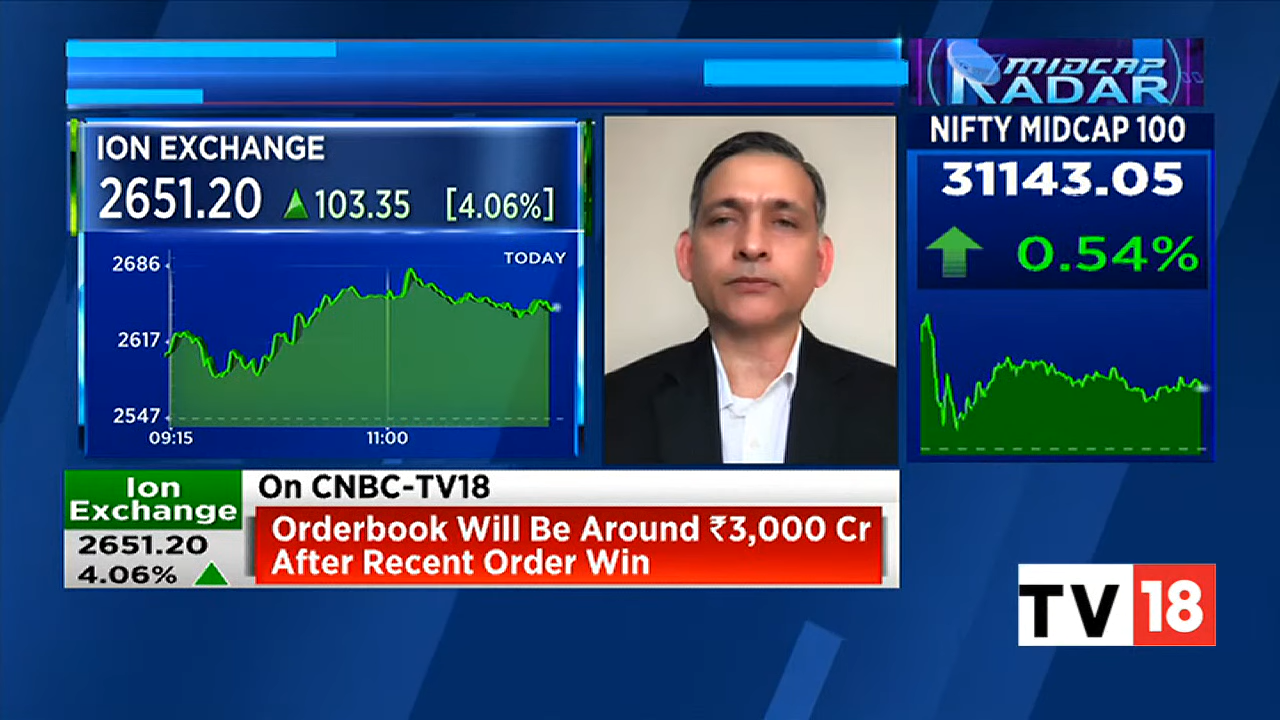 MIDCAP
RADAR
ION EXCHANGE
2651.20 ▲ 103.35 [4.06%]
TODAY
2686
2617
2547
09:15 11:00
NIFTY MIDCAP 100
31143.05
0.54%
Ion
Exchange
2651.20
4.06% ▲
On CNBC-TV18
Orderbook Will Be Around ₹3,000 Cr
After Recent Order Win
TV18